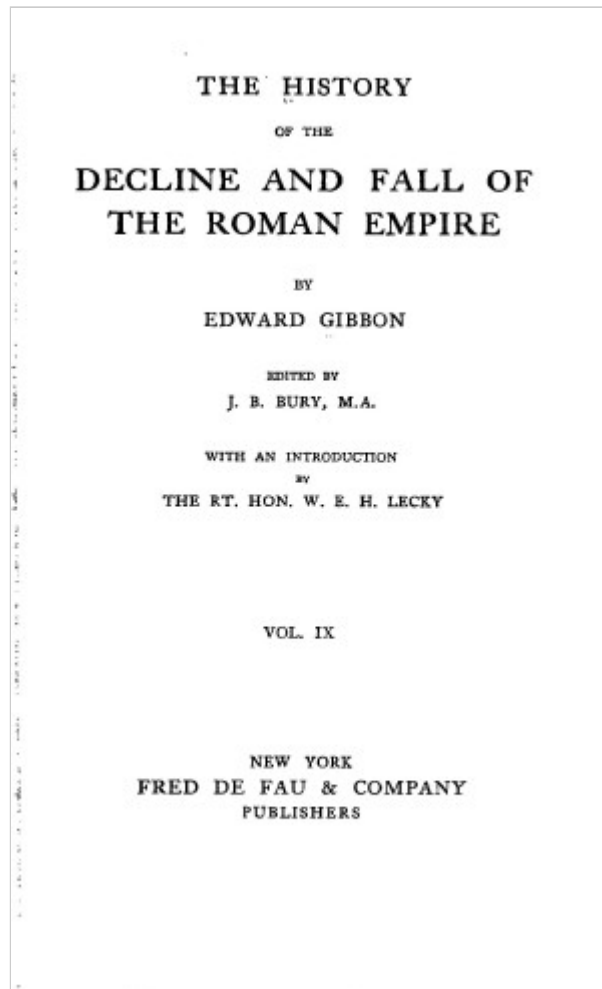 THE HISTORY
OF THE
DECLINE AND FALL OF
THE ROMAN EMPIRE
BY
EDWARD GIBBON
EDITED BY
J. B. BURY, M.A.
WITH AN INTRODUCTION
BY
THE RT. HON. W. E. H. LECKY
VOL. IX
NEW YORK
FRED DE FAU & COMPANY
PUBLISHERS